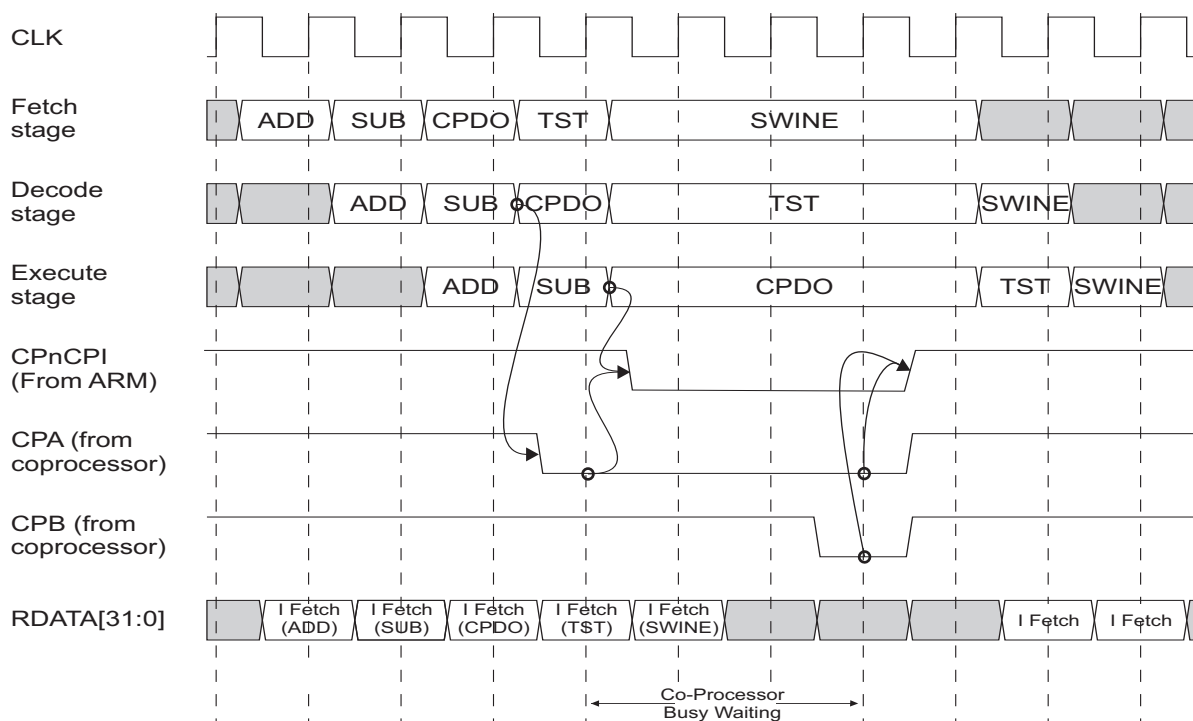 CLK
Fetch
stage
ADD SUB CPDO TST SWINE
Decode
stage
ADD SUB CPDO TST SWINE
Execute
stage
ADD SUB CPDO TST SWINE
CPnCPI
(From ARM)
CPA (from
coprocessor)
CPB (from
coprocessor)
RDATA[31:0]
I Fetch
(ADD)
I Fetch
(SUB)
I Fetch
(CPDO)
I Fetch
(TST)
I Fetch
(SWINE)
I Fetch
I Fetch
Co-Processor
Busy Waiting